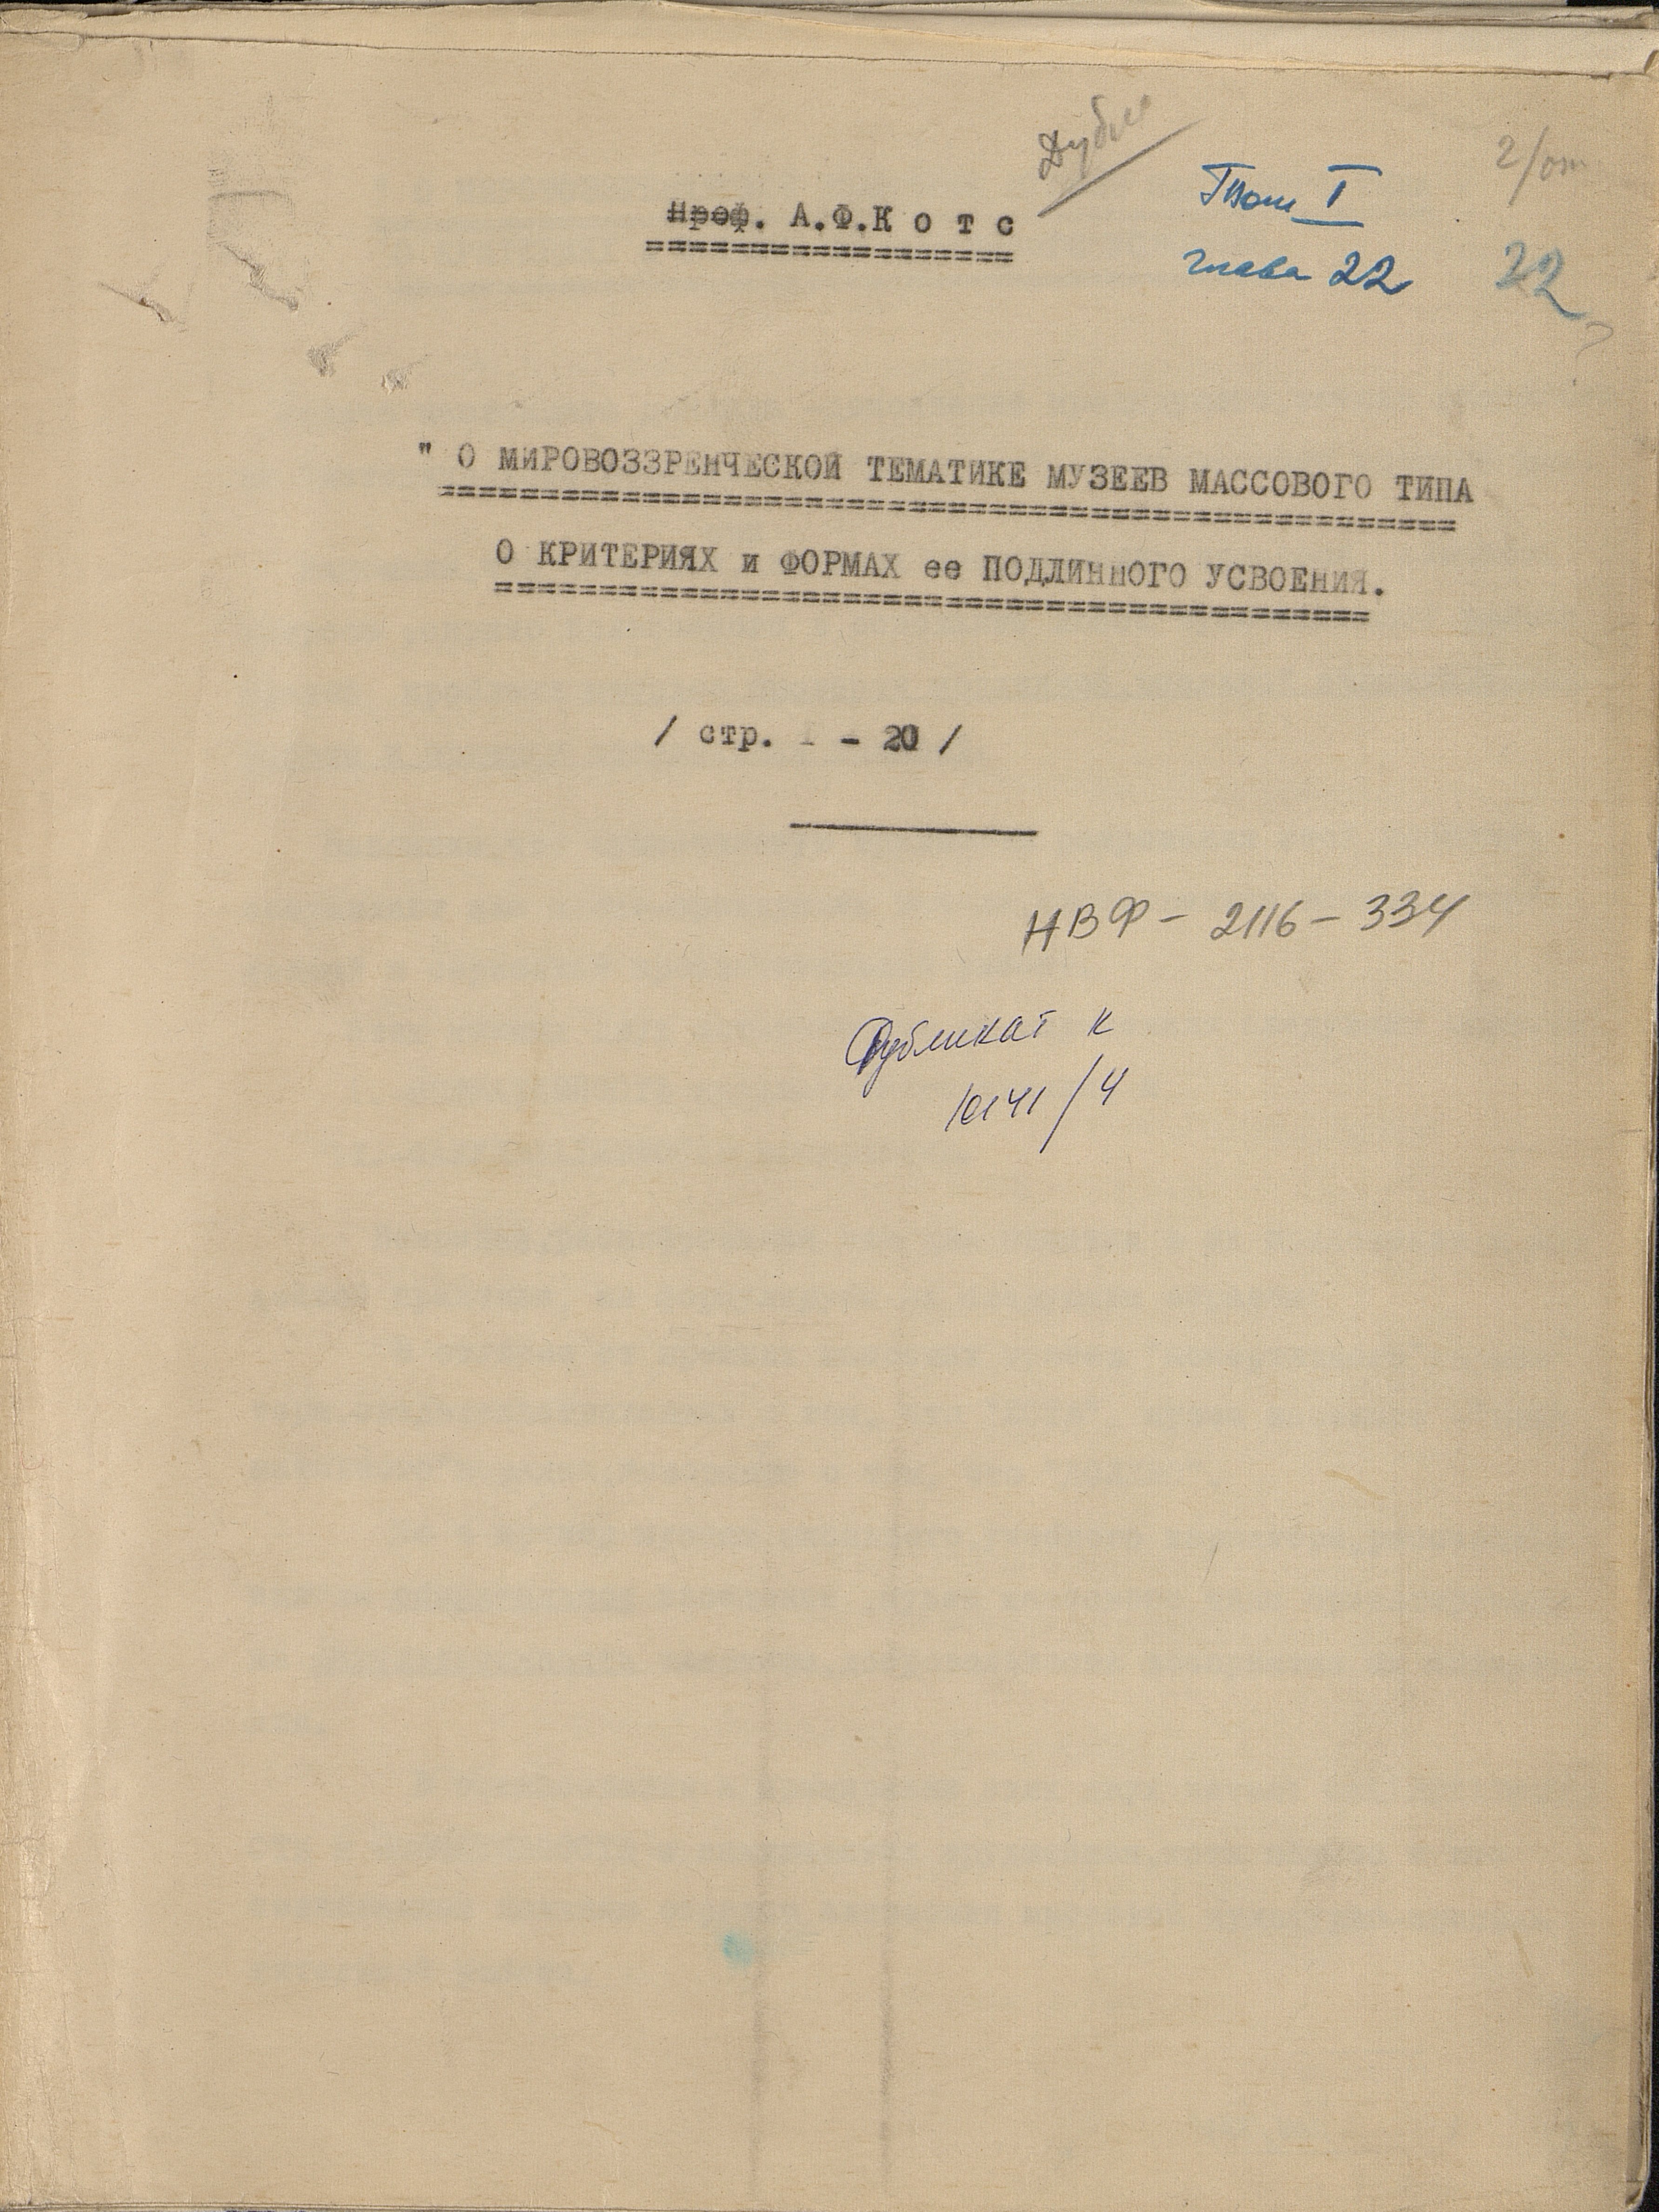 Проф. А.Ф.К о т с
Том I
глава 22
22
" О МИРОВОЗЗРЕНЧЕСКОЙ ТЕМАТИКЕ МУЗЕЕВ МАССОВОГО ТИПА
О КРИТЕРИЯХ и ФОРМАХ ее ПОДЛИННОГО УСВОЕНИЯ.
/ стр. I - 20 /
НВФ - 2116 - 334
Дубликат к
10141/4